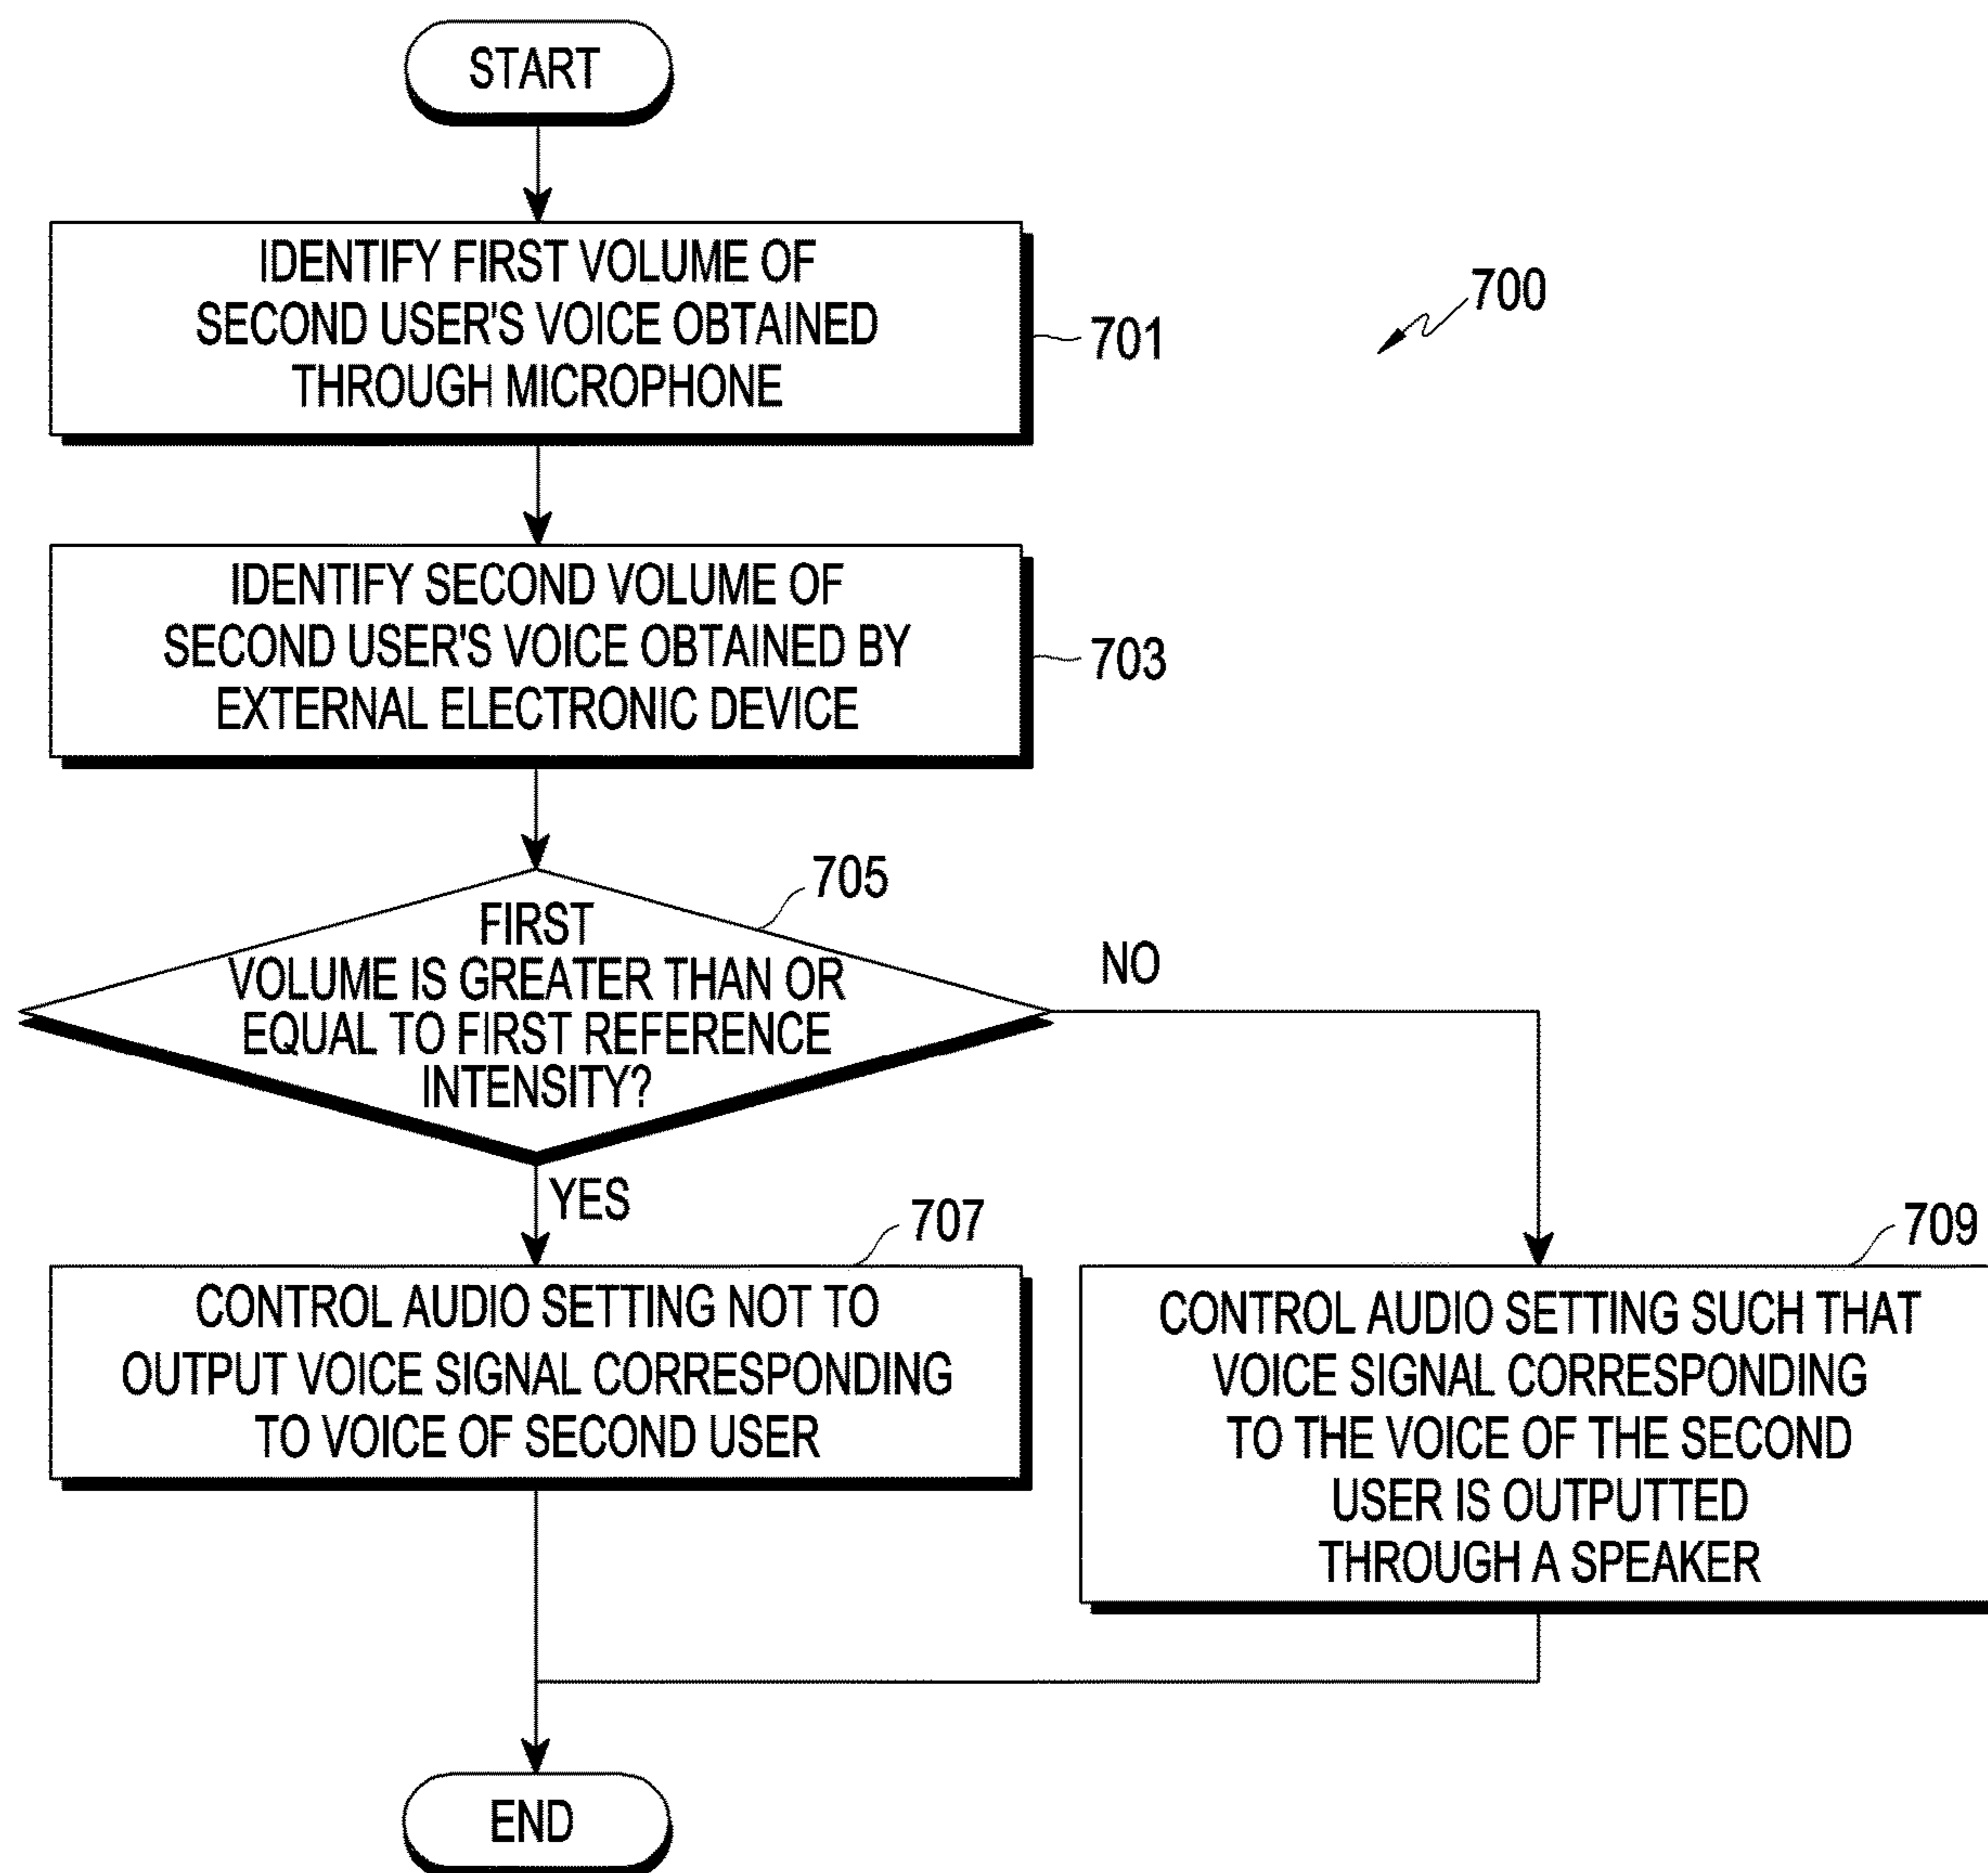 START
IDENTIFY FIRST VOLUME OF
SECOND USER'S VOICE OBTAINED
THROUGH MICROPHONE
701
700
IDENTIFY SECOND VOLUME OF
SECOND USER'S VOICE OBTAINED BY
EXTERNAL ELECTRONIC DEVICE
703
705
FIRST
VOLUME IS GREATER THAN OR
EQUAL TO FIRST REFERENCE
INTENSITY?
NO
YES
707
CONTROL AUDIO SETTING NOT TO
OUTPUT VOICE SIGNAL CORRESPONDING
TO VOICE OF SECOND USER
709
CONTROL AUDIO SETTING SUCH THAT
VOICE SIGNAL CORRESPONDING
TO THE VOICE OF THE SECOND
USER IS OUTPUTTED
THROUGH A SPEAKER
END